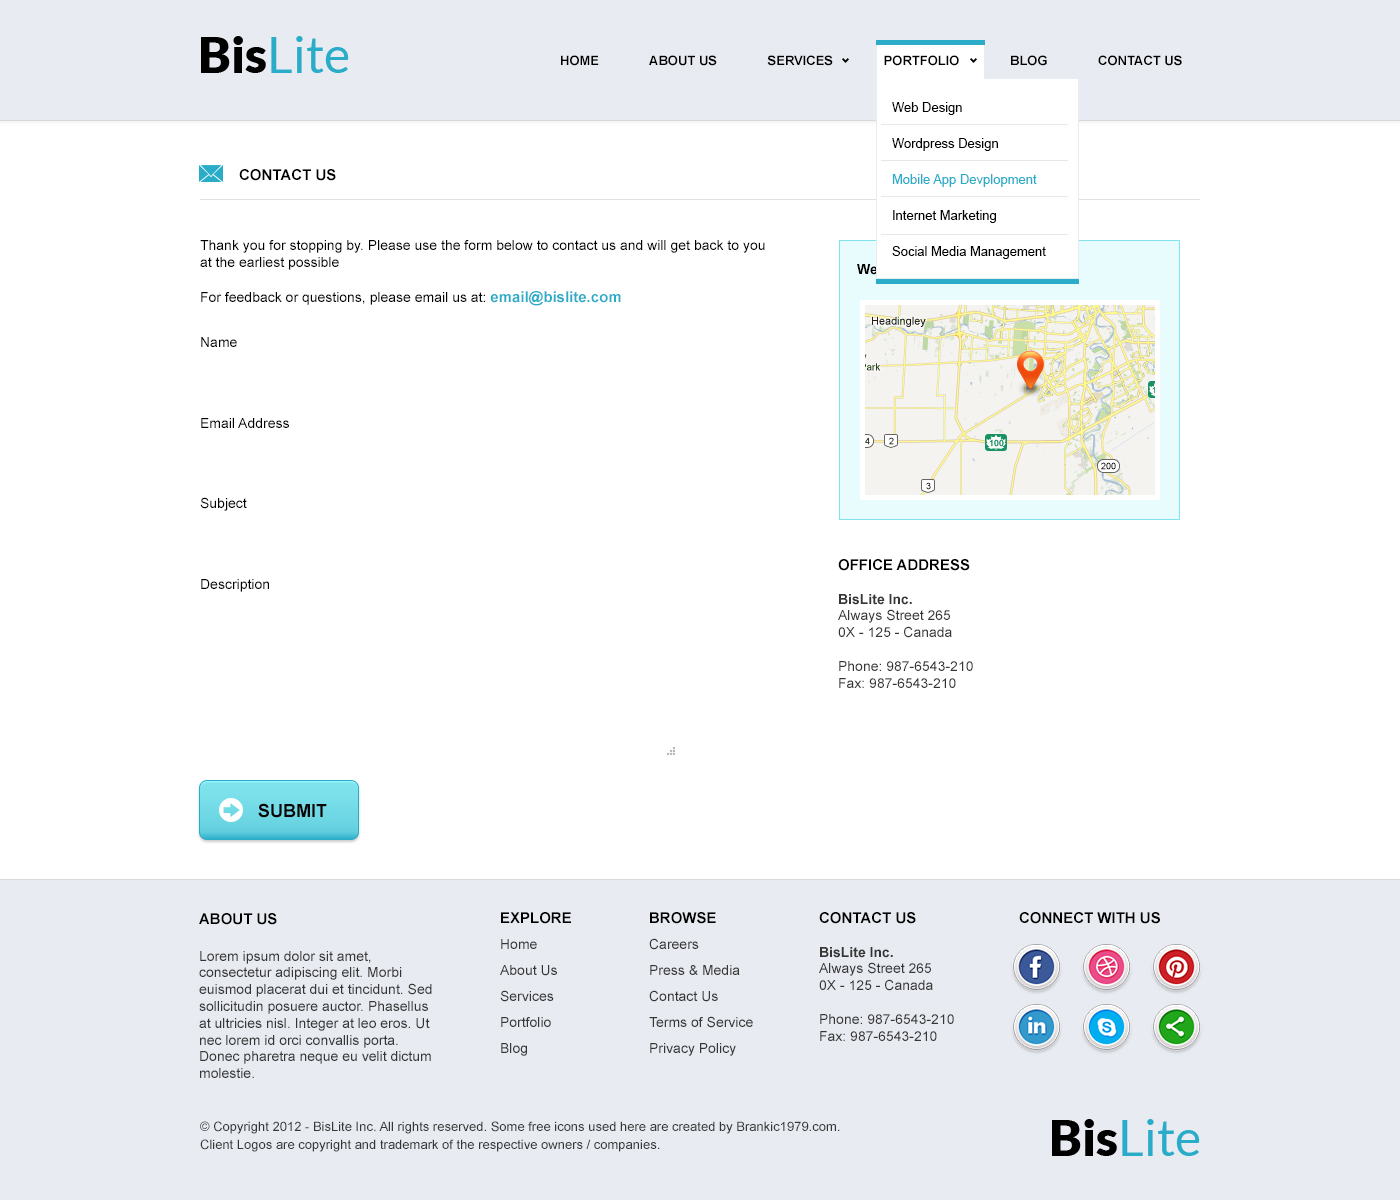 BisLite
HOME
ABOUT US
SERVICES
PORTFOLIO
BLOG
CONTACT US
Web Design
Wordpress Design
Mobile App Devplopment
Internet Marketing
Social Media Management
CONTACT US
Thank you for stopping by. Please use the form below to contact us and will get back to you
at the earliest possible
For feedback or questions, please email us at: email@bislite.com
Name
Email Address
Subject
Description
SUBMIT
We
Headingley
Park
4
2
100
200
3
OFFICE ADDRESS
BisLite Inc.
Always Street 265
0X - 125 - Canada
Phone: 987-6543-210
Fax: 987-6543-210
ABOUT US
Lorem ipsum dolor sit amet,
consectetur adipiscing elit. Morbi
euismod placerat dui et tincidunt. Sed
sollicitudin posuere auctor. Phasellus
at ultricies nisl. Integer at leo eros. Ut
nec lorem id orci convallis porta.
Donec pharetra neque eu velit dictum
molestie.
EXPLORE
Home
About Us
Services
Portfolio
Blog
BROWSE
Careers
Press & Media
Contact Us
Terms of Service
Privacy Policy
CONTACT US
BisLite Inc.
Always Street 265
0X - 125 - Canada
Phone: 987-6543-210
Fax: 987-6543-210
CONNECT WITH US
f
in
S
© Copyright 2012 - BisLite Inc. All rights reserved. Some free icons used here are created by Brankic1979.com.
Client Logos are copyright and trademark of the respective owners / companies.
BisLite